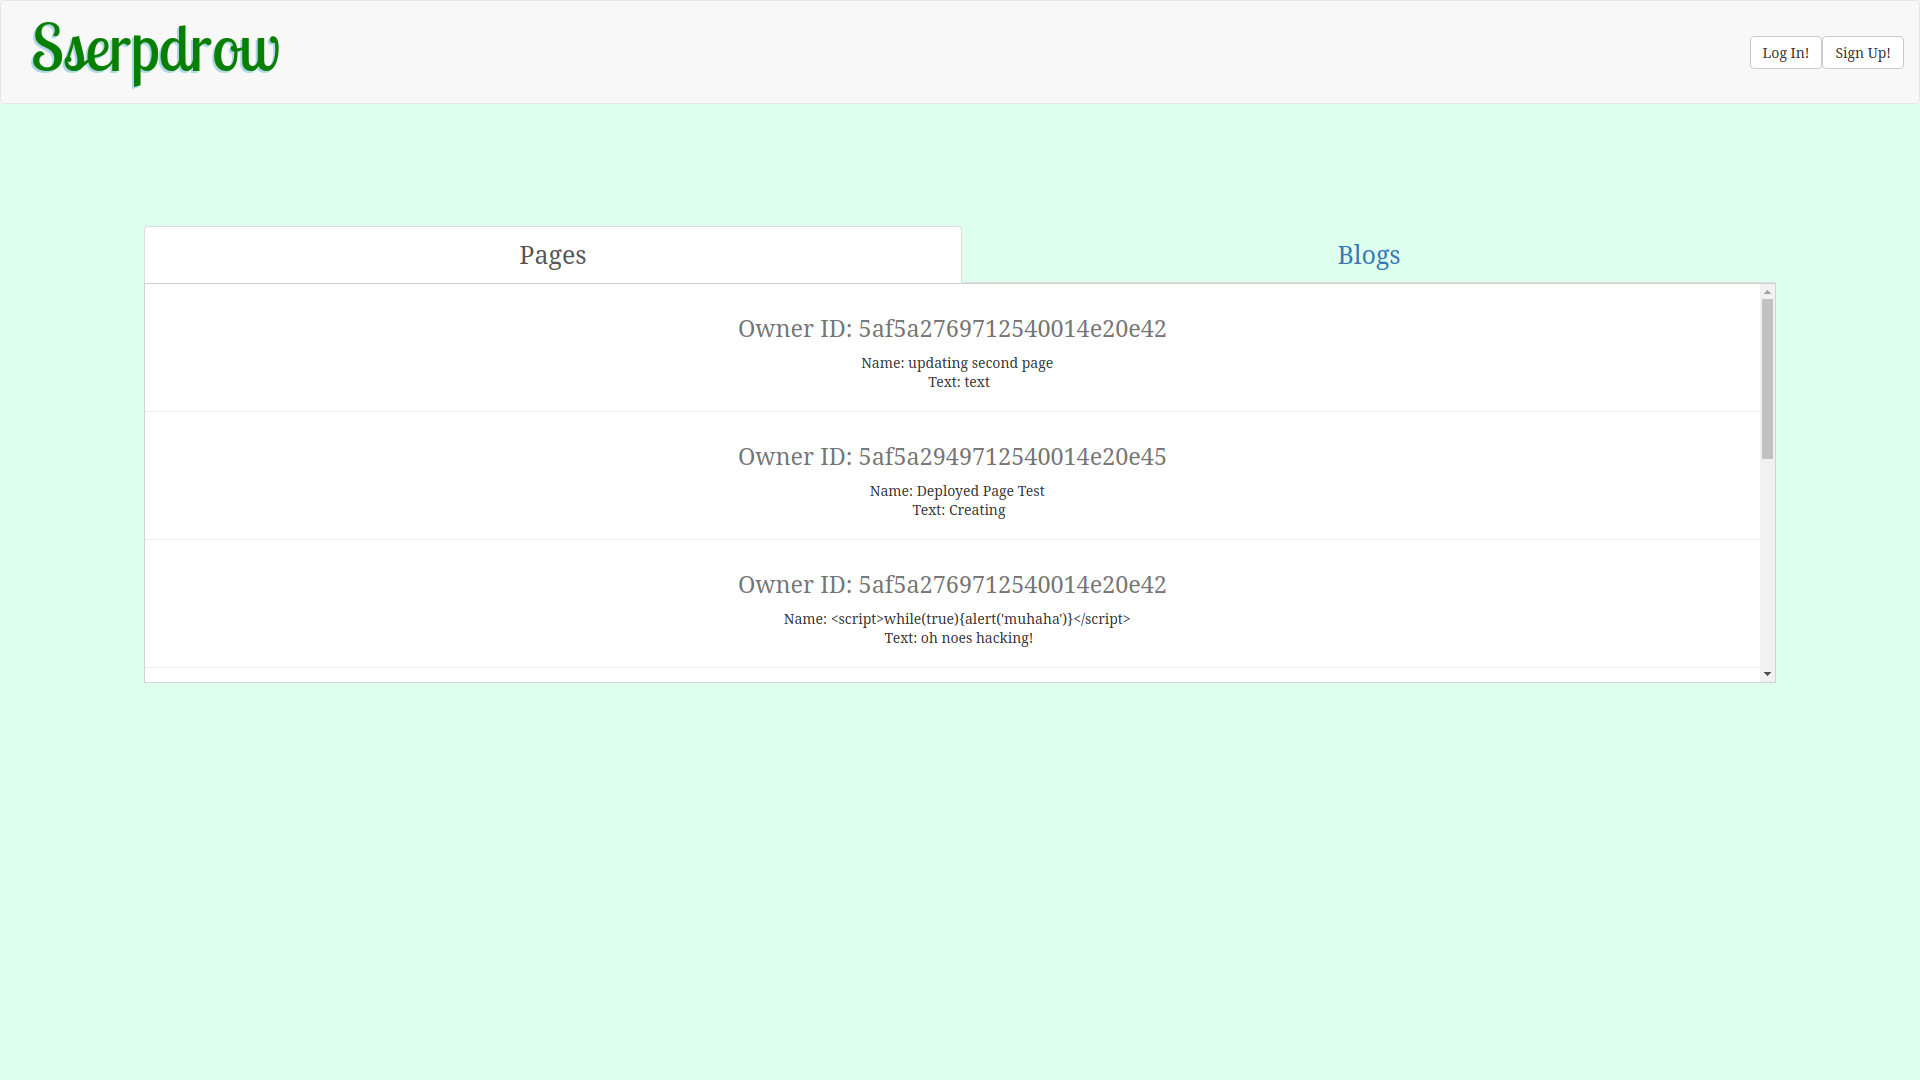 Sserpdrow
Log In!
Sign Up!
Pages
Blogs
Owner ID: 5af5a2769712540014e20e42
Name: updating second page
Text: text
Owner ID: 5af5a2949712540014e20e45
Name: Deployed Page Test
Text: Creating
Owner ID: 5af5a2769712540014e20e42
Name: <script>while(true){alert('muhaha')}</script>
Text: oh noes hacking!